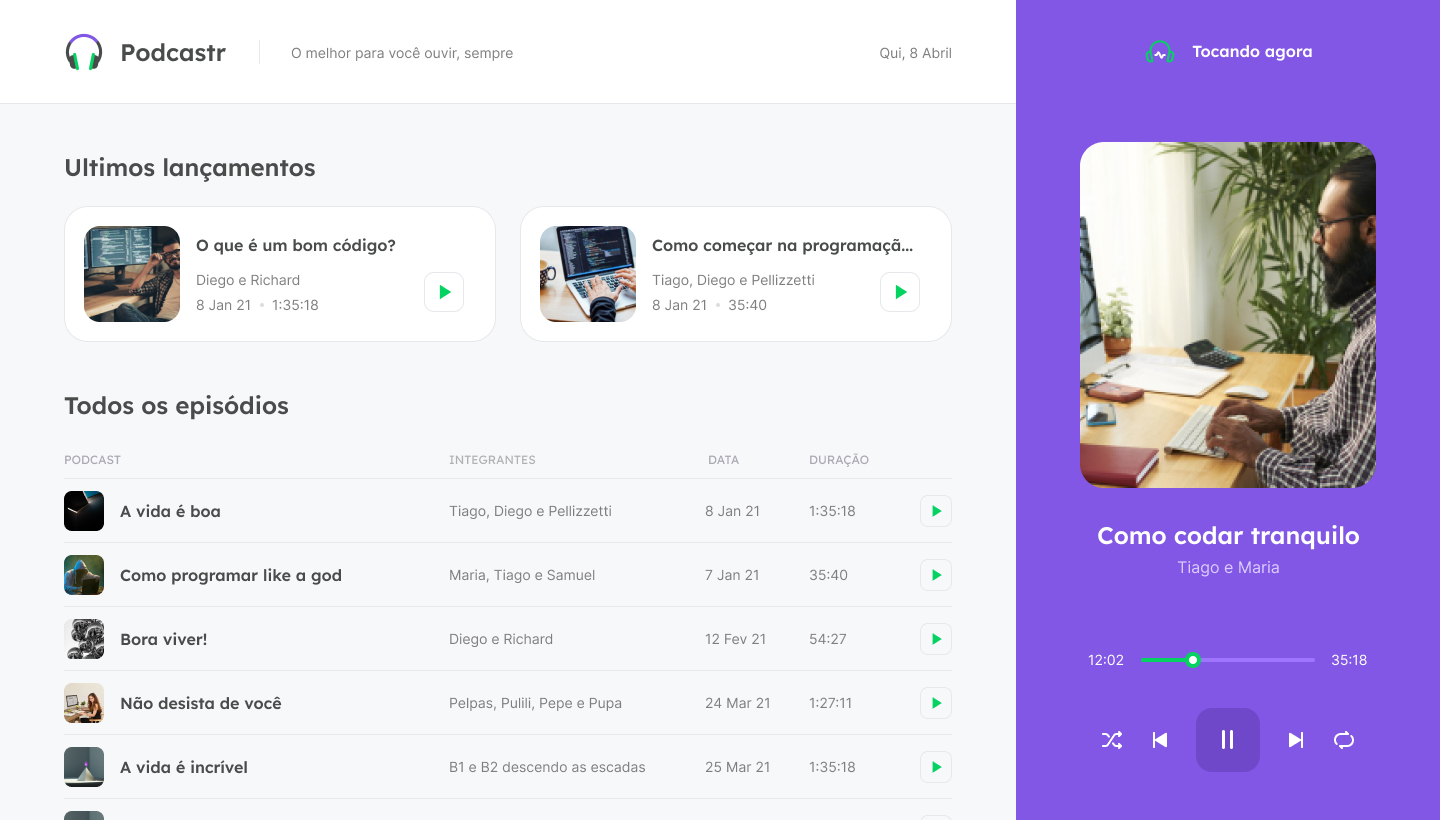 Podcastr
O melhor para você ouvir, sempre
Qui, 8 Abril
Ultimos lançamentos
O que é um bom código?
Diego e Richard
8 Jan 21 • 1:35:18
Como começar na programaçã...
Tiago, Diego e Pellizzetti
8 Jan 21 • 35:40
Todos os episódios
PODCAST INTEGRANTES DATA DURAÇÃO
A vida é boa Tiago, Diego e Pellizzetti 8 Jan 21 1:35:18
Como programar like a god Maria, Tiago e Samuel 7 Jan 21 35:40
Bora viver! Diego e Richard 12 Fev 21 54:27
Não desista de você Pelpas, Pulili, Pepe e Pupa 24 Mar 21 1:27:11
A vida é incrível B1 e B2 descendo as escadas 25 Mar 21 1:35:18
Tocando agora
Como codar tranquilo
Tiago e Maria
12:02 35:18